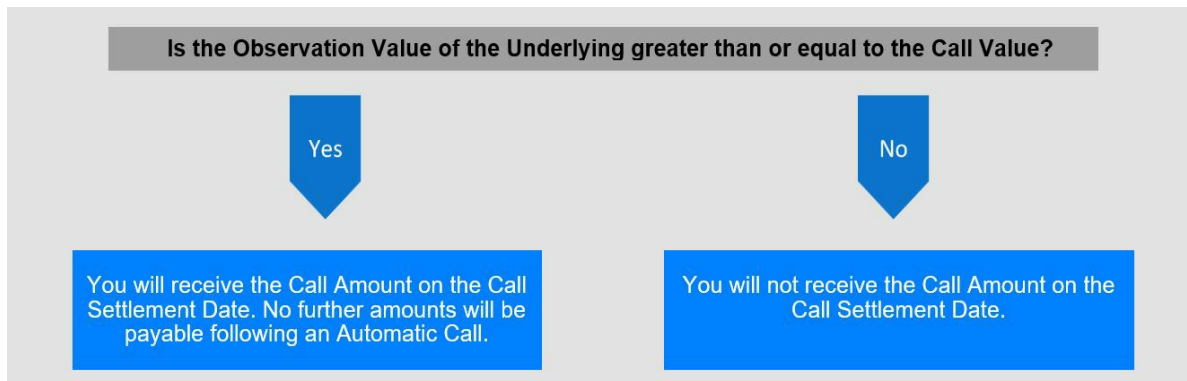 Is the Observation Value of the Underlying greater than or equal to the Call Value?
Yes
No
You will receive the Call Amount on the Call
Settlement Date. No further amounts will be
payable following an Automatic Call.
You will not receive the Call Amount on the
Call Settlement Date.